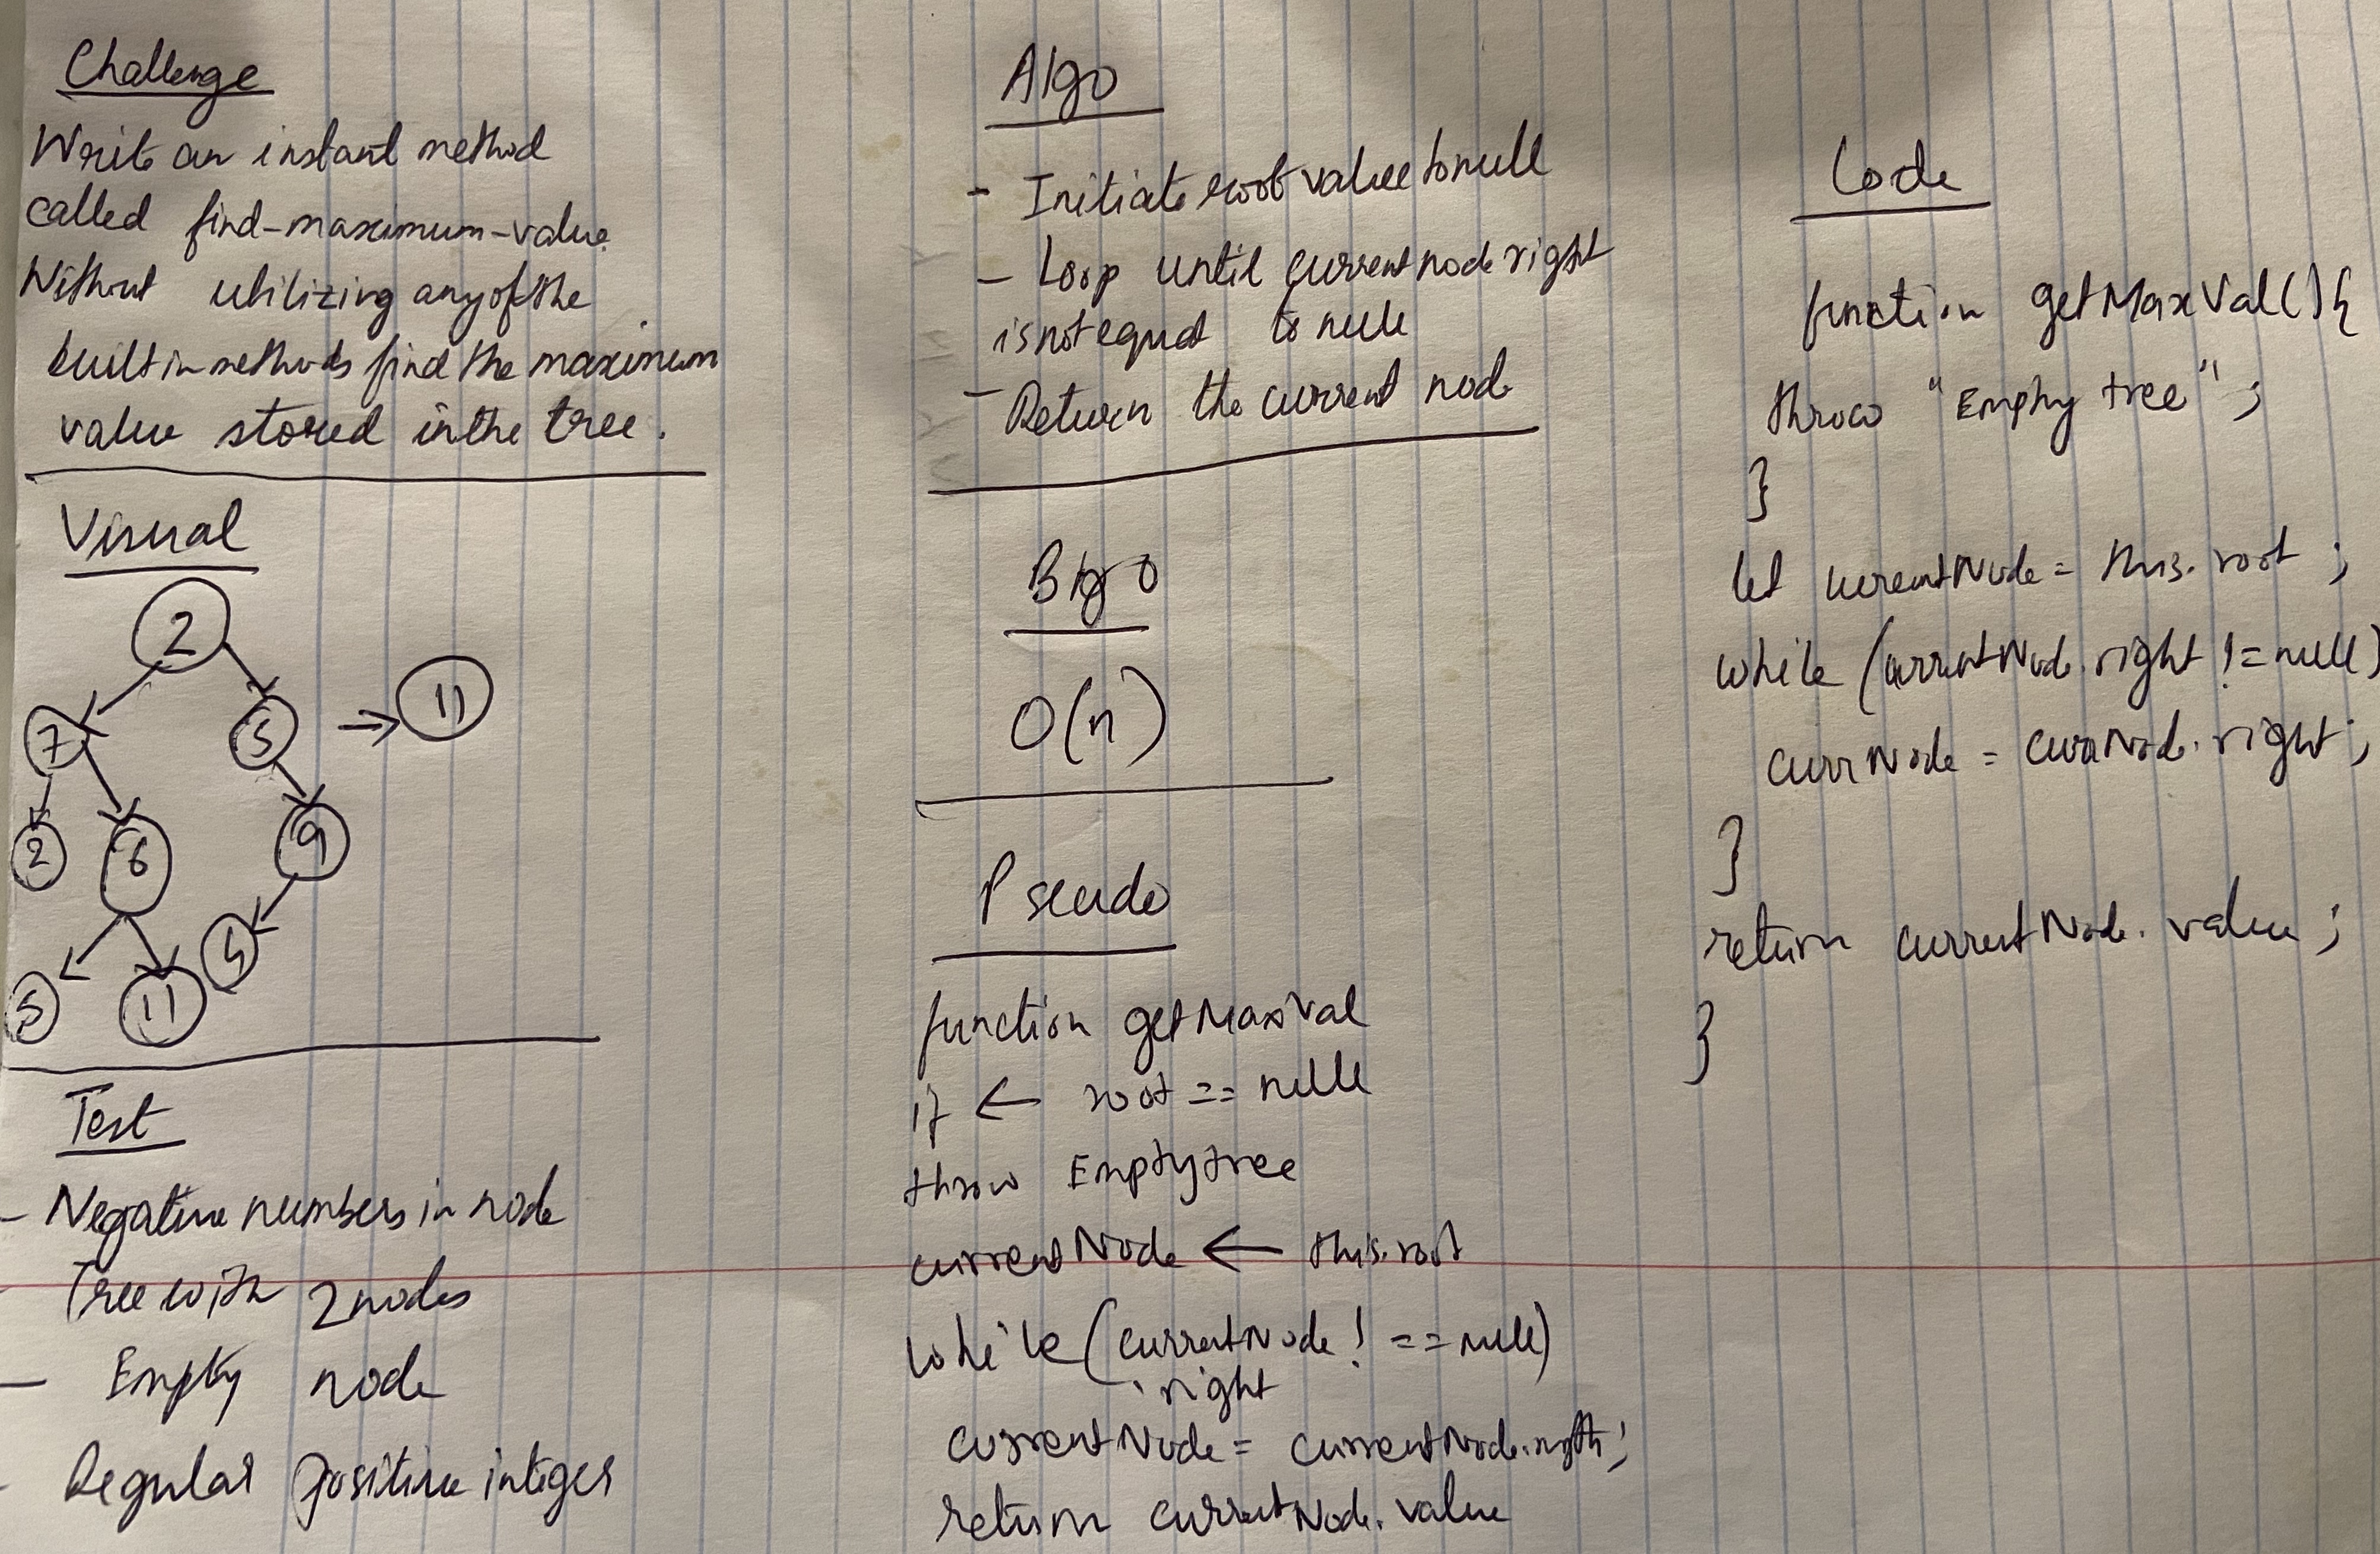 Challenge
Write an instant method
called find-maximum-value.
Without utilizing any of the
built in methods find the maximum
value stored in the tree.
Visual
2
7
5
→ 11
2
6
9
4
5
11
Test
- Negative numbers in node
Tree with 2 nodes
- Empty node
- Regular positive integer
Algo
- Initiate root value to null
- Loop until current node right
is not equal to null
- Return the current node
Big O
O(n)
Pseudo
function getMaxVal
if ← root == null
throw Empty tree
currentNode ← this.root
while (currentNode ! == null)
.right
currentNode = currentNode.right;
return currentNode.value
Code
function getMaxVal(){
throw "Empty tree";
}
let currentNode = this.root;
while (currentNode.right != null)
currNode = currNode.right;
}
return currentNode.value;
}